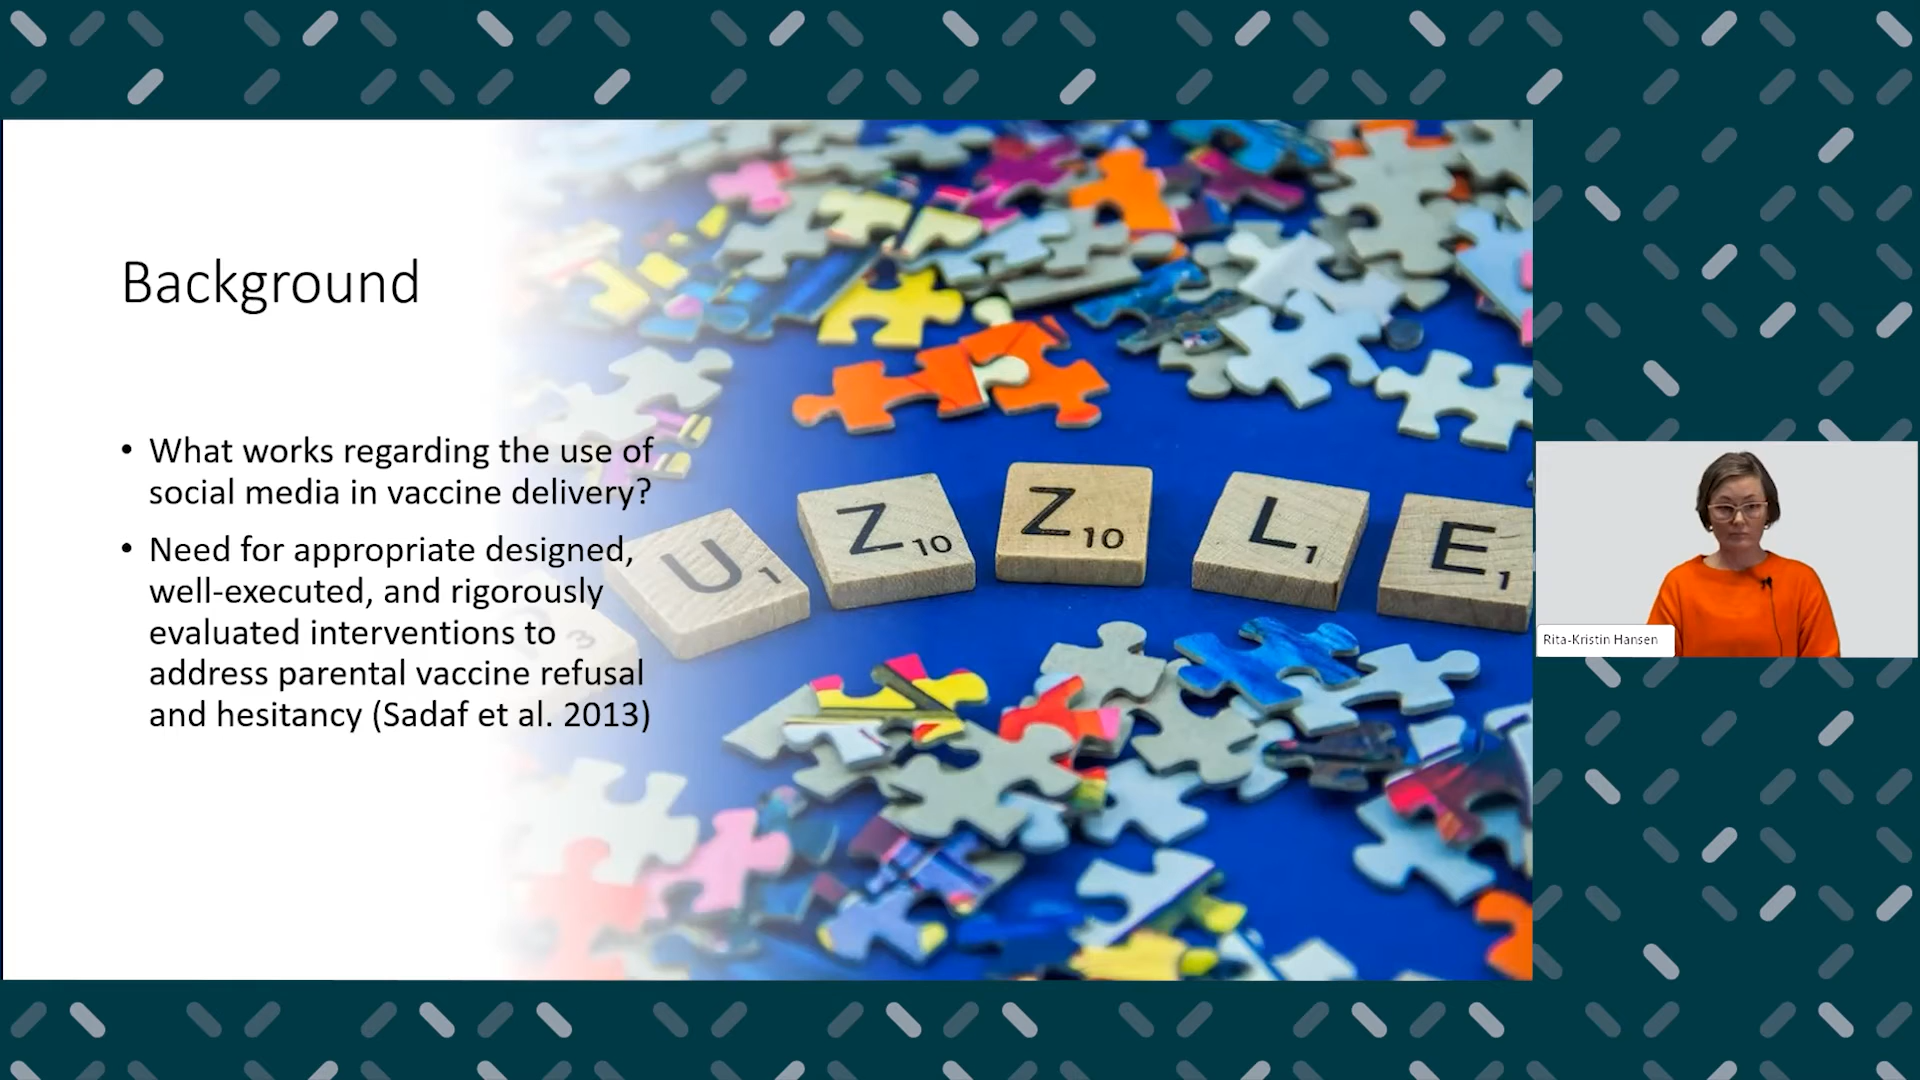 Background
• What works regarding the use of
social media in vaccine delivery?
• Need for appropriate designed,
well-executed, and rigorously
evaluated interventions to
address parental vaccine refusal
and hesitancy (Sadaf et al. 2013)
P3 U1 Z10 Z10 L1 E1
Rita-Kristin Hansen